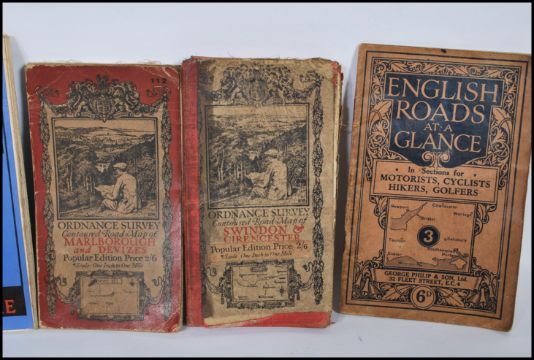 E
112
ORDNANCE SURVEY
Contoured Road Map of
MARLBOROUGH
and DEVIZES
Popular Edition Price 2/6
Scale One Inch to One Mile
ORDNANCE SURVEY
Contoured Road Map of
SWINDON &
CIRENCESTER
Popular Edition Price 2/6
Scale One Inch to One Mile
ENGLISH
ROADS
AT A
GLANCE
In Sections for
MOTORISTS, CYCLISTS
HIKERS, GOLFERS
3
GEORGE PHILIP & SON, Ltd.
32 FLEET STREET, E.C.4
6D